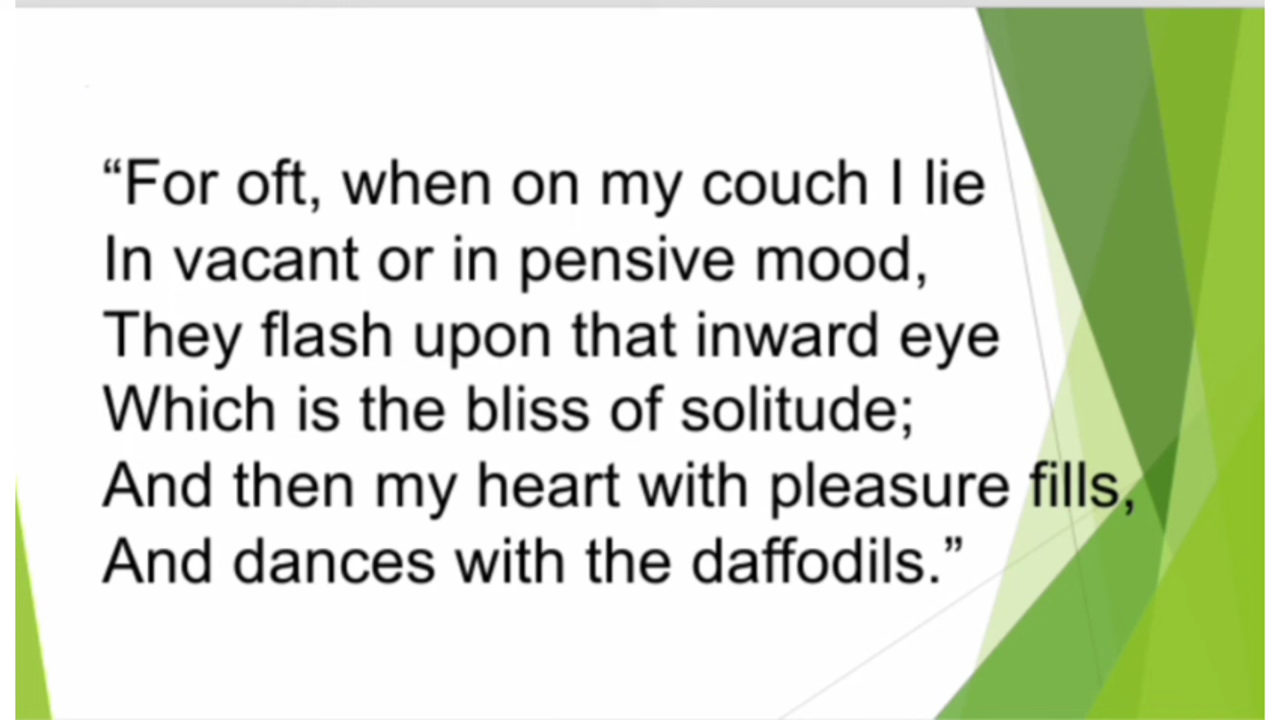 “For oft, when on my couch I lie
In vacant or in pensive mood,
They flash upon that inward eye
Which is the bliss of solitude;
And then my heart with pleasure fills,
And dances with the daffodils.”